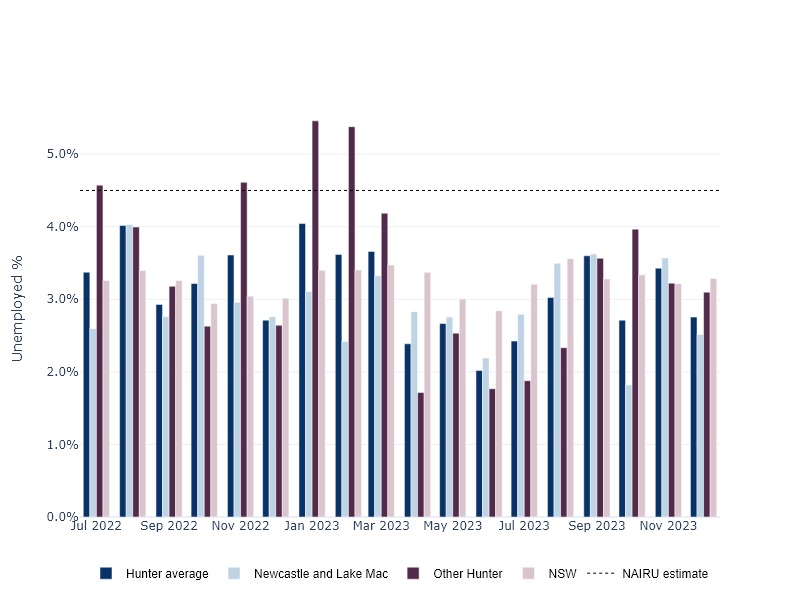 5.0%
4.0%
3.0%
2.0%
1.0%
0.0%
Unemployed %
Jul 2022 Sep 2022 Nov 2022 Jan 2023 Mar 2023 May 2023 Jul 2023 Sep 2023 Nov 2023
Hunter average Newcastle and Lake Mac Other Hunter NSW NAIRU estimate